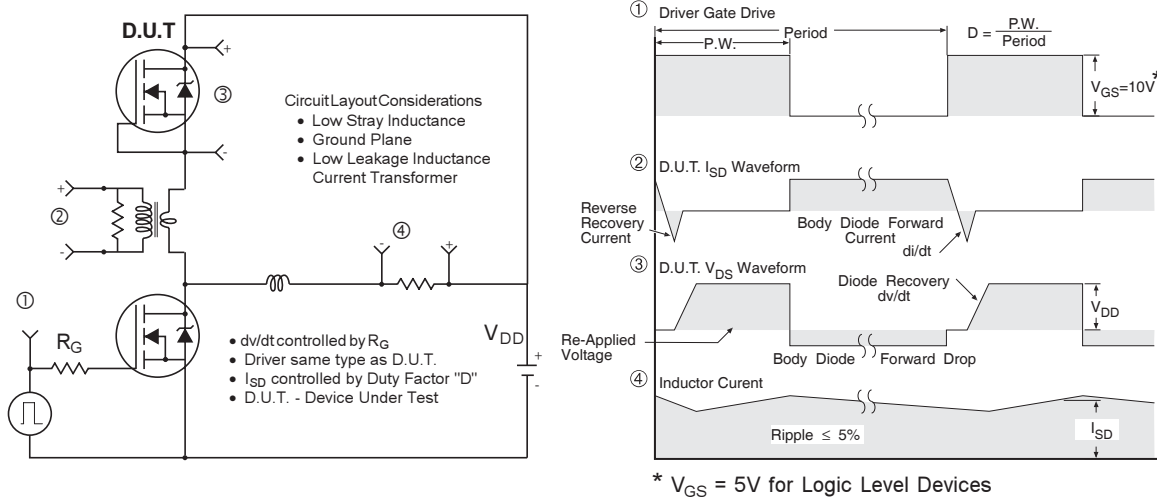 D.U.T
+
③
-
Circuit Layout Considerations
• Low Stray Inductance
• Ground Plane
• Low Leakage Inductance
Current Transformer
+
②
-
④
-
+
①
R_G
• dv/dt controlled by R_G
• Driver same type as D.U.T.
• I_SD controlled by Duty Factor "D"
• D.U.T. - Device Under Test
V_DD
+
-
① Driver Gate Drive
Period
P.W.
D = P.W. / Period
V_GS=10V*
② D.U.T. I_SD Waveform
Reverse
Recovery
Current
Body Diode Forward
Current
di/dt
③ D.U.T. V_DS Waveform
Diode Recovery
dv/dt
V_DD
Re-Applied
Voltage
Body Diode Forward Drop
④ Inductor Curent
Ripple ≤ 5%
I_SD
* V_GS = 5V for Logic Level Devices